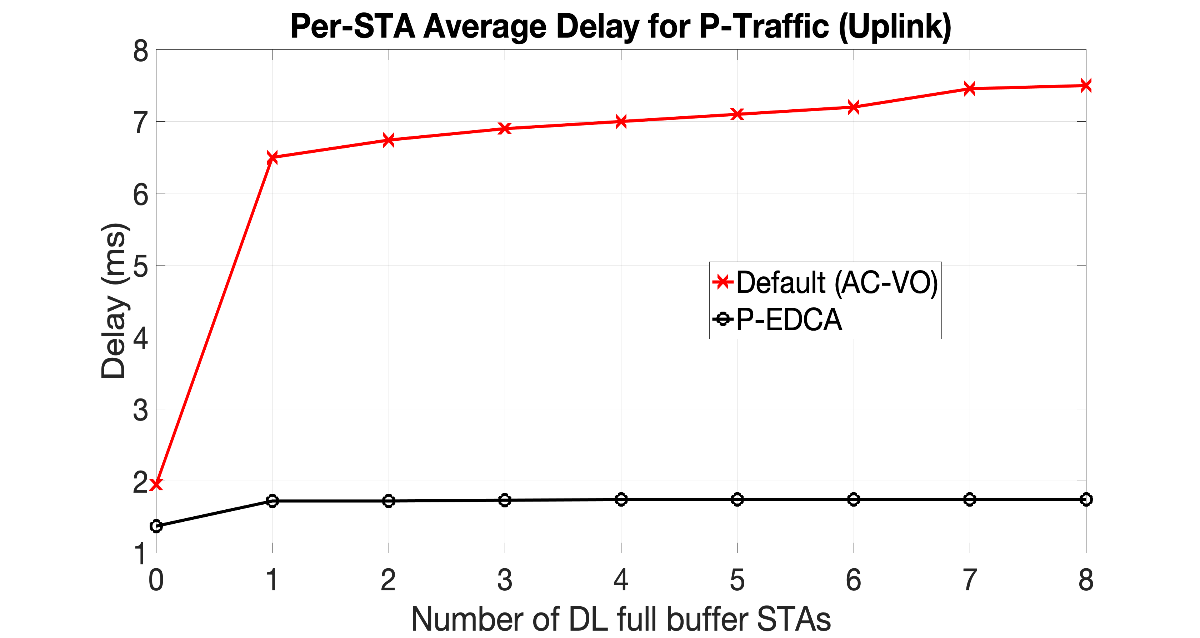 Per-STA Average Delay for P-Traffic (Uplink)
8
7
6
5
4
3
2
1
Delay (ms)
Default (AC-VO)
P-EDCA
0 1 2 3 4 5 6 7 8
Number of DL full buffer STAs